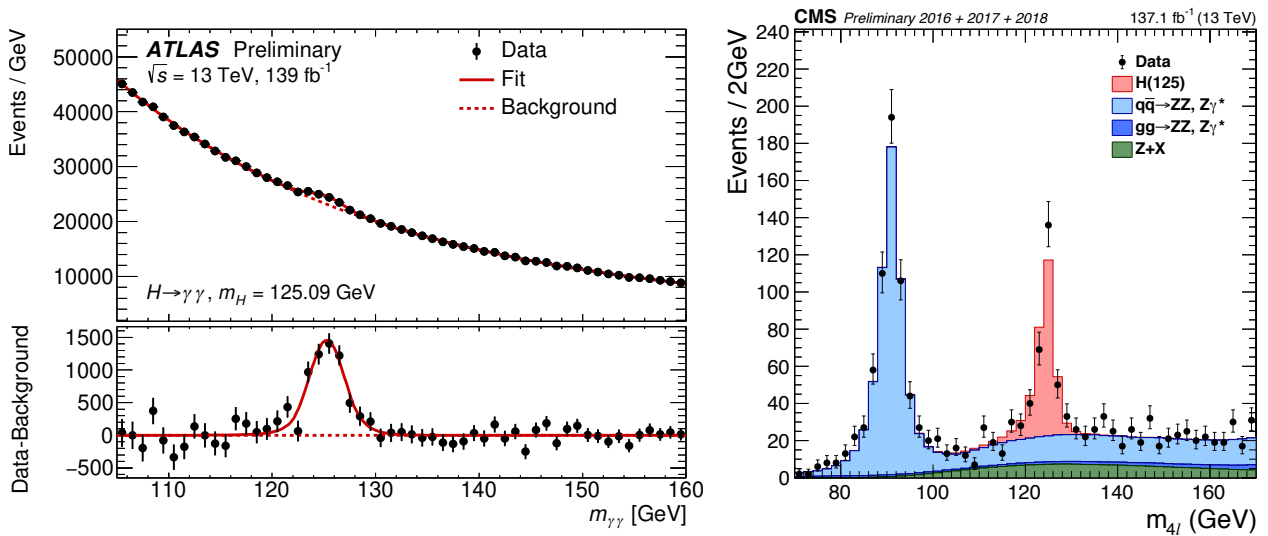 ATLAS Preliminary
√s = 13 TeV, 139 fb⁻¹
Data
Fit
Background
H→γγ, m_H = 125.09 GeV
Events / GeV
50000
40000
30000
20000
10000
Data-Background
1500
1000
500
0
−500
110 120 130 140 150 160
m_γγ [GeV]
CMS Preliminary 2016 + 2017 + 2018 137.1 fb⁻¹ (13 TeV)
Data
H(125)
qq̄→ZZ, Zγ*
gg→ZZ, Zγ*
Z+X
Events / 2GeV
240
220
200
180
160
140
120
100
80
60
40
20
0
80 100 120 140 160
m_4l (GeV)